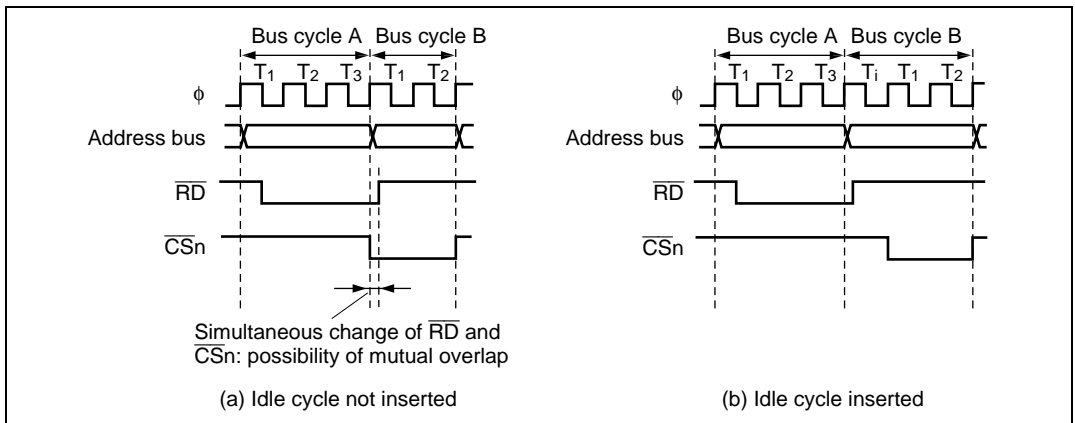 Bus cycle A Bus cycle B
T1 T2 T3 T1 T2
ϕ
Address bus
RD
CSn
Simultaneous change of RD and
CSn: possibility of mutual overlap
(a) Idle cycle not inserted
Bus cycle A Bus cycle B
T1 T2 T3 Ti T1 T2
ϕ
Address bus
RD
CSn
(b) Idle cycle inserted